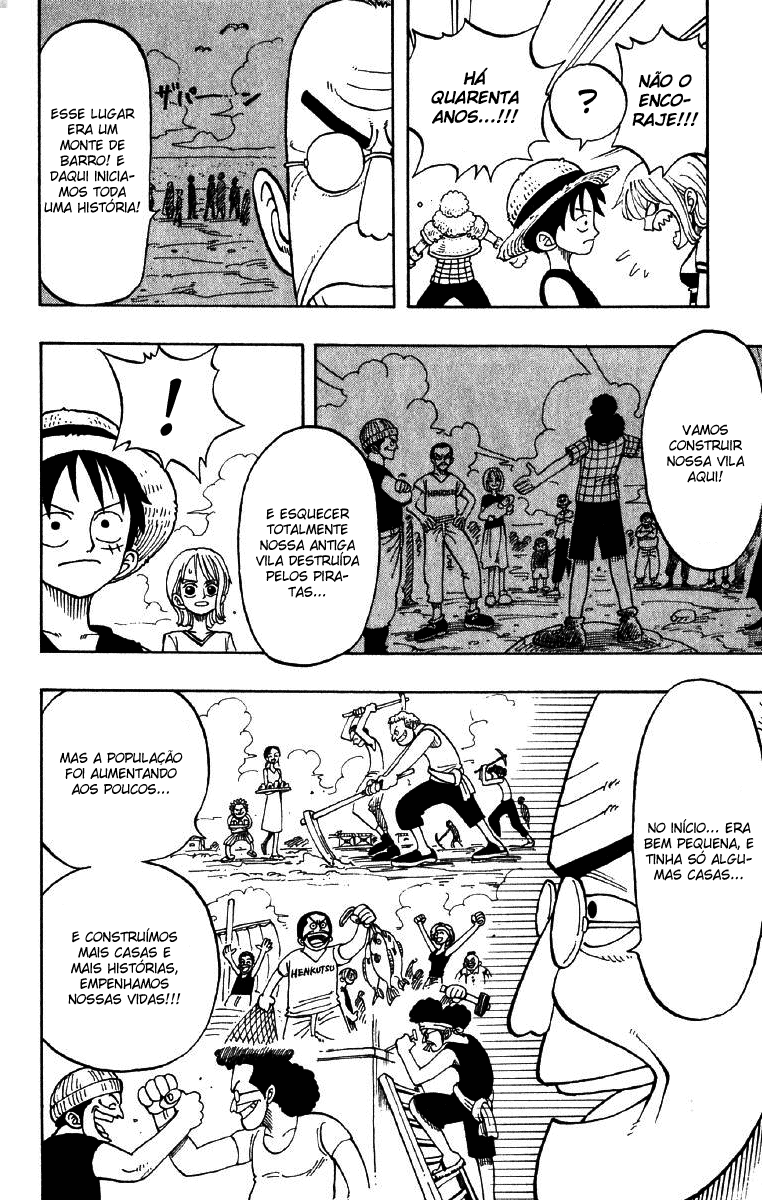 NÃO O
ENCO-
RAJE!!!
?
HÁ
QUARENTA
ANOS...!!!
ESSE LUGAR
ERA UM
MONTE DE
BARRO! E
DAQUI INICIA-
MOS TODA
UMA HISTÓRIA!
ザパーーン
VAMOS
CONSTRUIR
NOSSA VILA
AQUI!
HENKUTSU
E ESQUECER
TOTALMENTE
NOSSA ANTIGA
VILA DESTRUÍDA
PELOS PIRA-
TAS...
!
NO INÍCIO... ERA
BEM PEQUENA, E
TINHA SÓ ALGU-
MAS CASAS...
MAS A POPULAÇÃO
FOI AUMENTANDO
AOS POUCOS...
E CONSTRUÍMOS
MAIS CASAS E
MAIS HISTÓRIAS,
EMPENHAMOS
NOSSAS VIDAS!!!
HENKUTSU